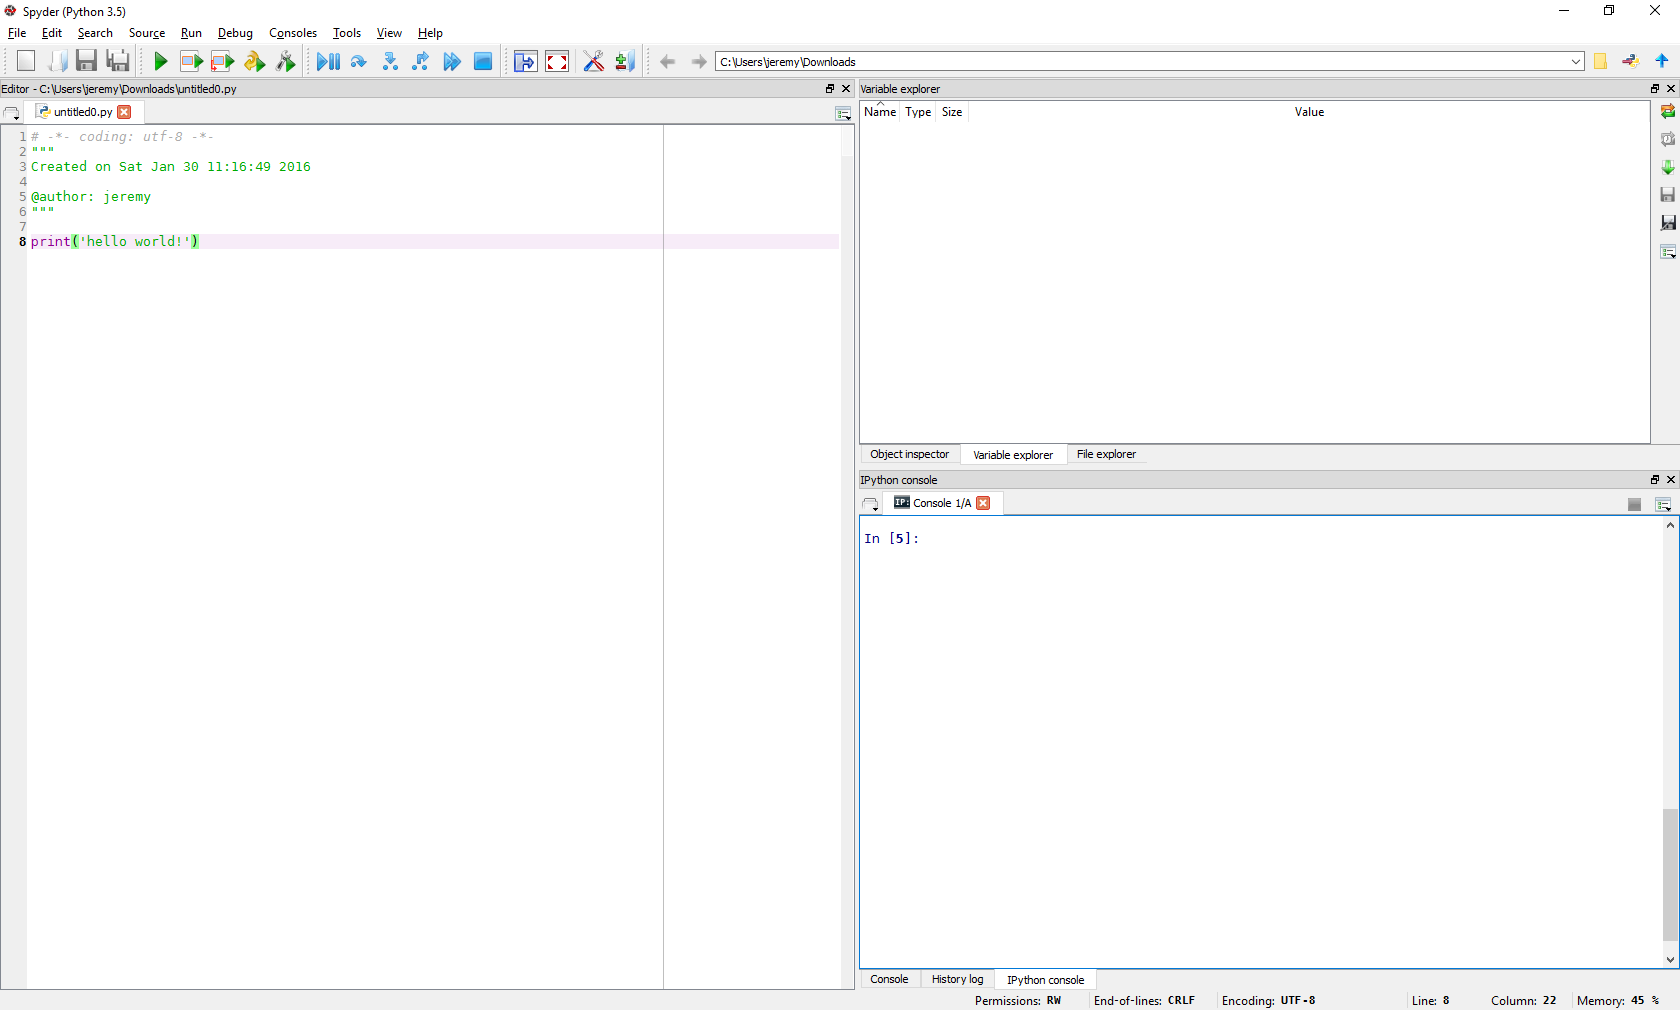 Spyder (Python 3.5)
File Edit Search Source Run Debug Consoles Tools View Help
C:\Users\jeremy\Downloads
Editor - C:\Users\jeremy\Downloads\untitled0.py
untitled0.py
1 # -*- coding: utf-8 -*-
2 """
3 Created on Sat Jan 30 11:16:49 2016
4
5 @author: jeremy
6 """
7
8 print('hello world!')
Variable explorer
Name Type Size Value
Object inspector Variable explorer File explorer
IPython console
IP: Console 1/A
In [5]:
Console History log IPython console
Permissions: RW End-of-lines: CRLF Encoding: UTF-8 Line: 8 Column: 22 Memory: 45 %